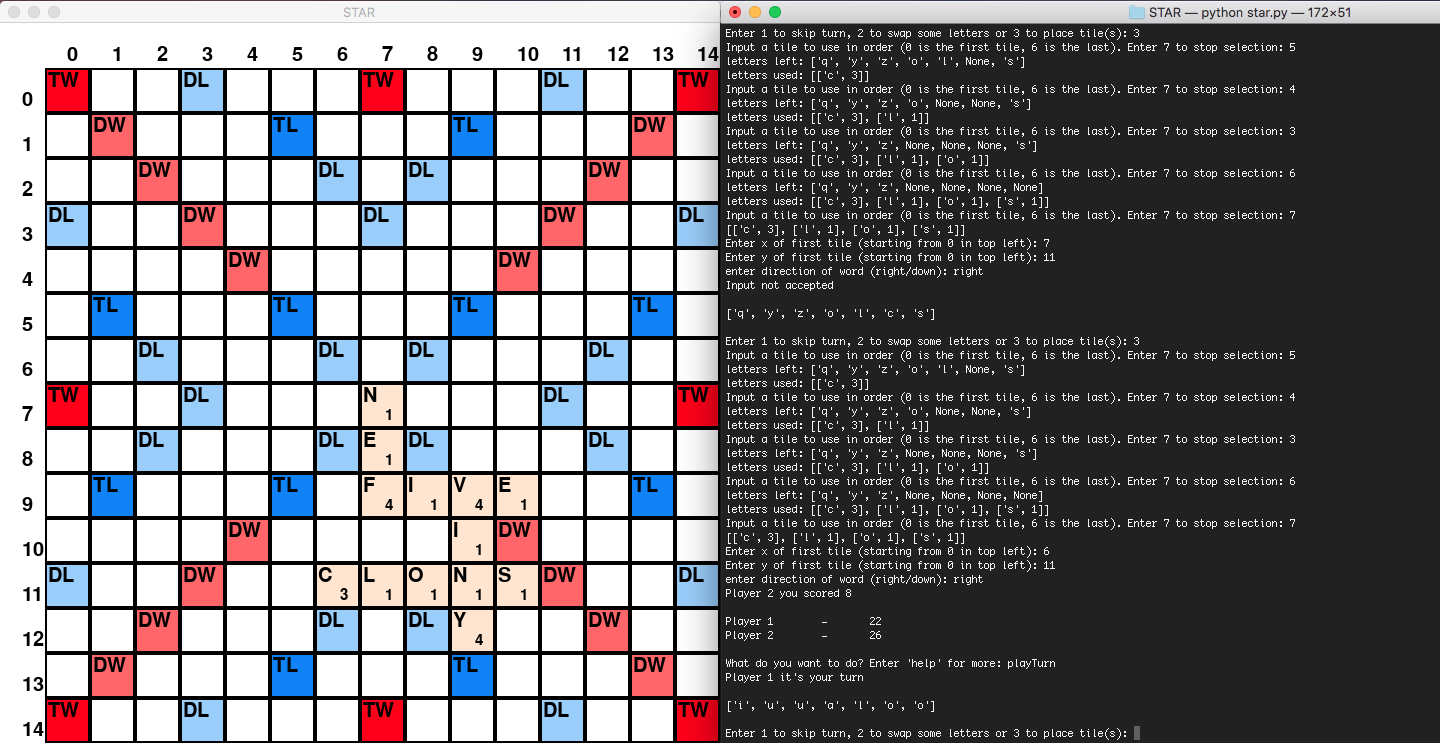 STAR
0 1 2 3 4 5 6 7 8 9 10 11 12 13 14
0 TW DL TW DL TW
1 DW TL TL DW
2 DW DL DL DW
3 DL DW DL DW DL
4 DW DW
5 TL TL TL TL
6 DL DL DL DL
7 TW DL N 1 DL TW
8 DL DL E 1 DL DL
9 TL TL F 4 I 1 V 4 E 1 TL
10 DW I 1 DW
11 DL DW C 3 L 1 O 1 N 1 S 1 DW DL
12 DW DL DL Y 4 DW
13 DW TL TL DW
14 TW DL TW DL TW
STAR — python star.py — 172×51
Enter 1 to skip turn, 2 to swap some letters or 3 to place tile(s): 3
Input a tile to use in order (0 is the first tile, 6 is the last). Enter 7 to stop selection: 5
letters left: ['q', 'y', 'z', 'o', 'l', None, 's']
letters used: [['c', 3]]
Input a tile to use in order (0 is the first tile, 6 is the last). Enter 7 to stop selection: 4
letters left: ['q', 'y', 'z', 'o', None, None, 's']
letters used: [['c', 3], ['l', 1]]
Input a tile to use in order (0 is the first tile, 6 is the last). Enter 7 to stop selection: 3
letters left: ['q', 'y', 'z', None, None, None, 's']
letters used: [['c', 3], ['l', 1], ['o', 1]]
Input a tile to use in order (0 is the first tile, 6 is the last). Enter 7 to stop selection: 6
letters left: ['q', 'y', 'z', None, None, None, None]
letters used: [['c', 3], ['l', 1], ['o', 1], ['s', 1]]
Input a tile to use in order (0 is the first tile, 6 is the last). Enter 7 to stop selection: 7
[['c', 3], ['l', 1], ['o', 1], ['s', 1]]
Enter x of first tile (starting from 0 in top left): 7
Enter y of first tile (starting from 0 in top left): 11
enter direction of word (right/down): right
Input not accepted
['q', 'y', 'z', 'o', 'l', 'c', 's']
Enter 1 to skip turn, 2 to swap some letters or 3 to place tile(s): 3
Input a tile to use in order (0 is the first tile, 6 is the last). Enter 7 to stop selection: 5
letters left: ['q', 'y', 'z', 'o', 'l', None, 's']
letters used: [['c', 3]]
Input a tile to use in order (0 is the first tile, 6 is the last). Enter 7 to stop selection: 4
letters left: ['q', 'y', 'z', 'o', None, None, 's']
letters used: [['c', 3], ['l', 1]]
Input a tile to use in order (0 is the first tile, 6 is the last). Enter 7 to stop selection: 3
letters left: ['q', 'y', 'z', None, None, None, 's']
letters used: [['c', 3], ['l', 1], ['o', 1]]
Input a tile to use in order (0 is the first tile, 6 is the last). Enter 7 to stop selection: 6
letters left: ['q', 'y', 'z', None, None, None, None]
letters used: [['c', 3], ['l', 1], ['o', 1], ['s', 1]]
Input a tile to use in order (0 is the first tile, 6 is the last). Enter 7 to stop selection: 7
[['c', 3], ['l', 1], ['o', 1], ['s', 1]]
Enter x of first tile (starting from 0 in top left): 6
Enter y of first tile (starting from 0 in top left): 11
enter direction of word (right/down): right
Player 2 you scored 8
Player 1 - 22
Player 2 - 26
What do you want to do? Enter 'help' for more: playTurn
Player 1 it's your turn
['i', 'u', 'u', 'a', 'l', 'o', 'o']
Enter 1 to skip turn, 2 to swap some letters or 3 to place tile(s):